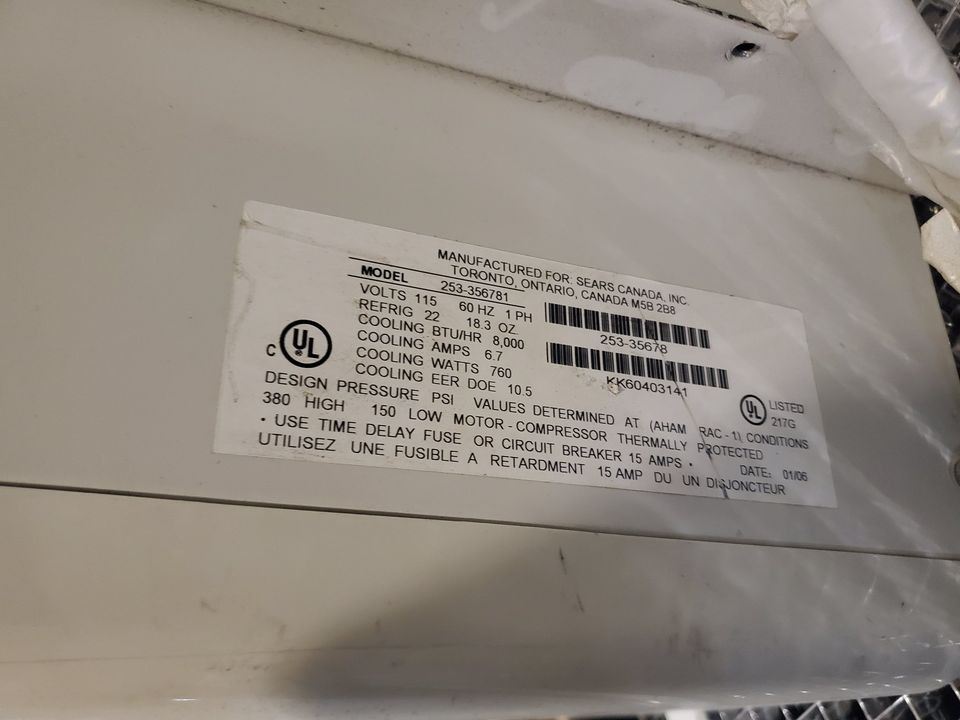 MANUFACTURED FOR: SEARS CANADA, INC.
TORONTO, ONTARIO, CANADA M5B 2B8
MODEL 253-356781
VOLTS 115 60 HZ 1 PH
REFRIG 22 18.3 OZ.
COOLING BTU/HR 8,000
COOLING AMPS 6.7
COOLING WATTS 760
COOLING EER DOE 10.5
253-35678
KK60403141
C UL ®
UL LISTED
217G
DESIGN PRESSURE PSI VALUES DETERMINED AT (AHAM RAC-1) CONDITIONS
380 HIGH 150 LOW MOTOR-COMPRESSOR THERMALLY PROTECTED
• USE TIME DELAY FUSE OR CIRCUIT BREAKER 15 AMPS • DATE: 01/06
UTILISEZ UNE FUSIBLE A RETARDMENT 15 AMP DU UN DISJONCTEUR